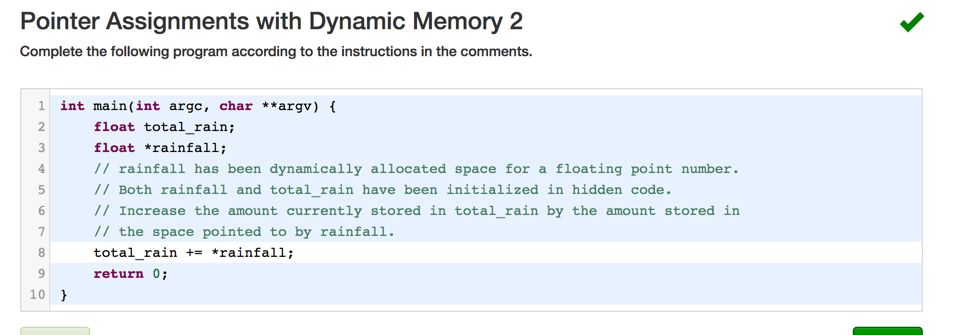 Pointer Assignments with Dynamic Memory 2
Complete the following program according to the instructions in the comments.
1 int main(int argc, char **argv) {
2     float total_rain;
3     float *rainfall;
4     // rainfall has been dynamically allocated space for a floating point number.
5     // Both rainfall and total_rain have been initialized in hidden code.
6     // Increase the amount currently stored in total_rain by the amount stored in
7     // the space pointed to by rainfall.
8     total_rain += *rainfall;
9     return 0;
10 }